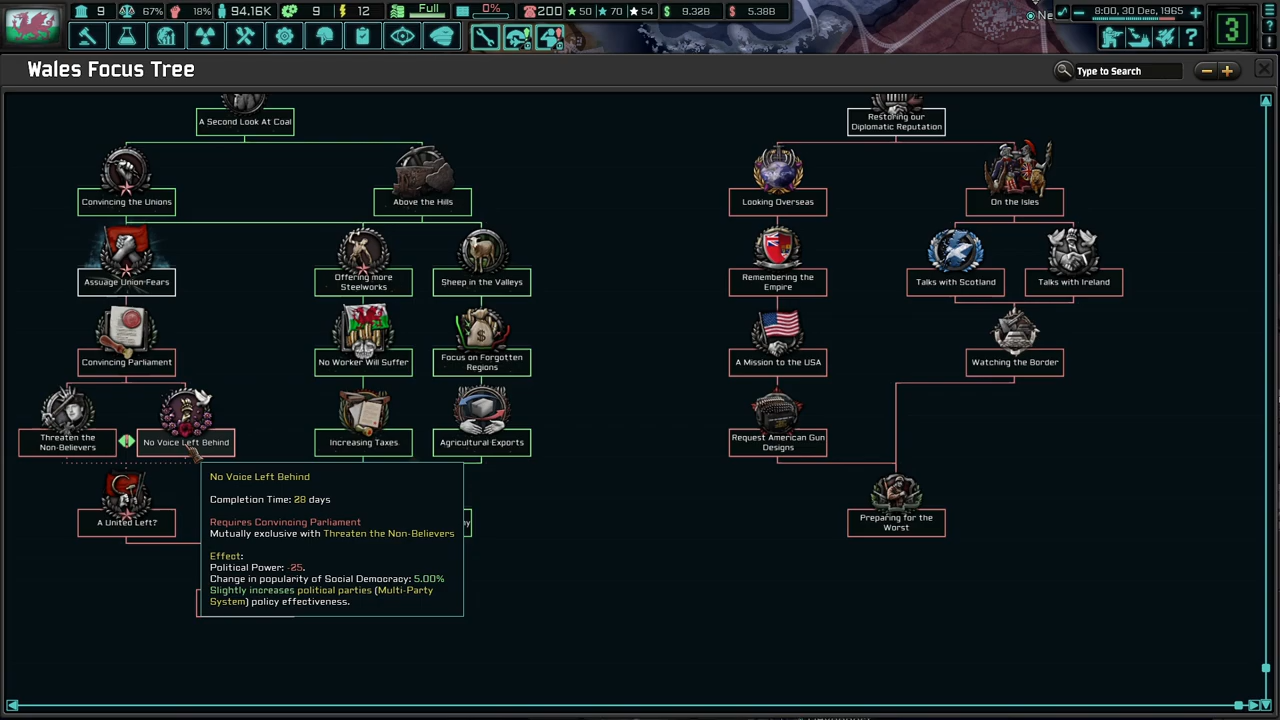 9 67% 18% 94.16K 9 12 Full 0% 200 50 70 54 $ 9.32B $ 5.38B 8:00, 30 Dec, 1965
3
Wales Focus Tree
Type to Search
A Second Look At Coal
Restoring our
Diplomatic Reputation
Convincing the Unions
Above the Hills
Looking Overseas
On the Isles
Assuage Union Fears
Offering more
Steelworks
Sheep in the Valleys
Remembering the
Empire
Talks with Scotland
Talks with Ireland
Convincing Parliament
No Worker Will Suffer
Focus on Forgotten
Regions
A Mission to the USA
Watching the Border
Threaten the
Non-Believers
No Voice Left Behind
Increasing Taxes
Agricultural Exports
Request American Gun
Designs
A United Left?
Preparing for the
Worst
No Voice Left Behind
Completion Time: 28 days
Requires Convincing Parliament
Mutually exclusive with Threaten the Non-Believers
Effect:
Political Power: -25.
Change in popularity of Social Democracy: 5.00%
Slightly increases political parties (Multi-Party
System) policy effectiveness.